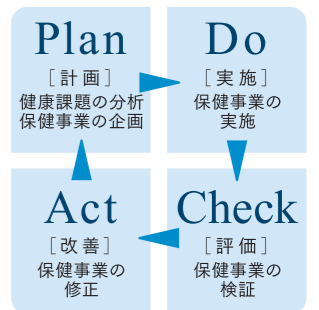 Plan
[計画]
健康課題の分析
保健事業の企画
Do
[実施]
保健事業の
実施
Check
[評価]
保健事業の
検証
Act
[改善]
保健事業の
修正